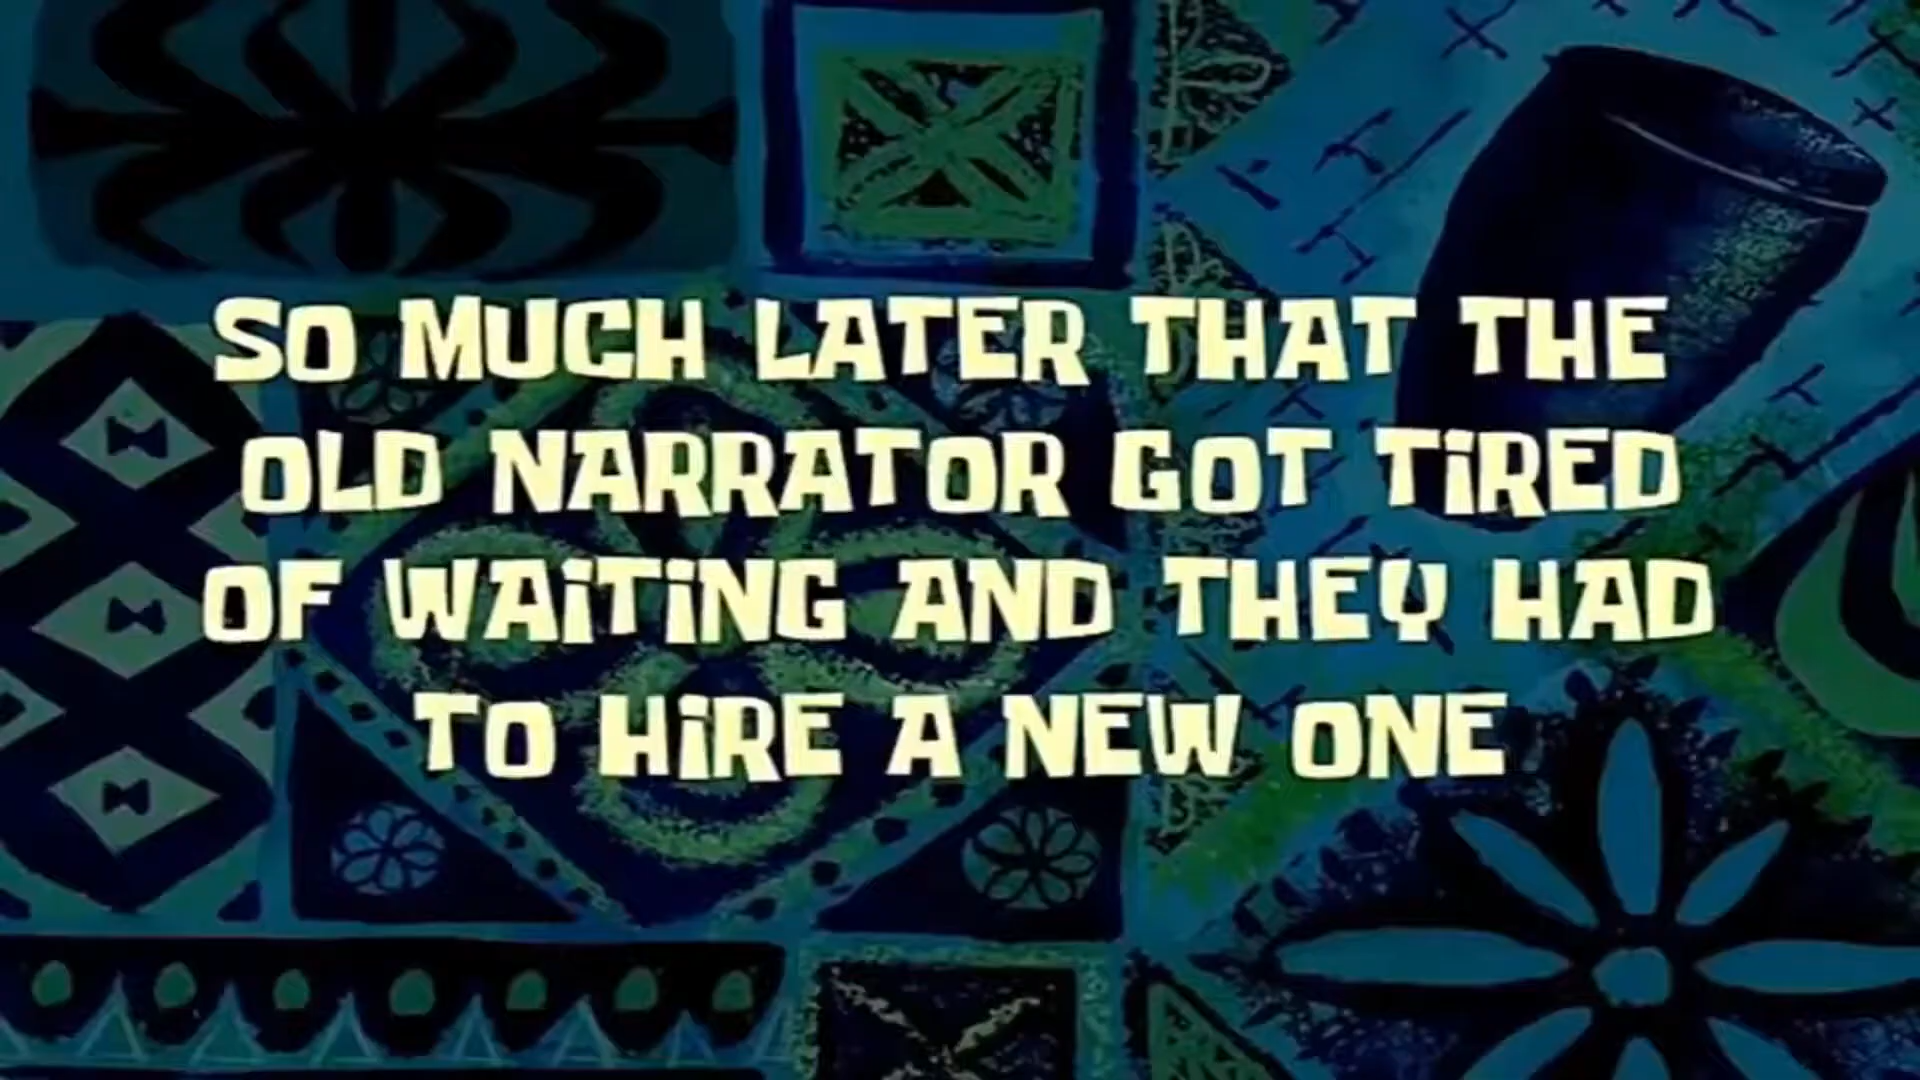 SO MUCH LATER THAT THE
OLD NARRATOR GOT TIRED
OF WAITING AND THEY HAD
TO HIRE A NEW ONE